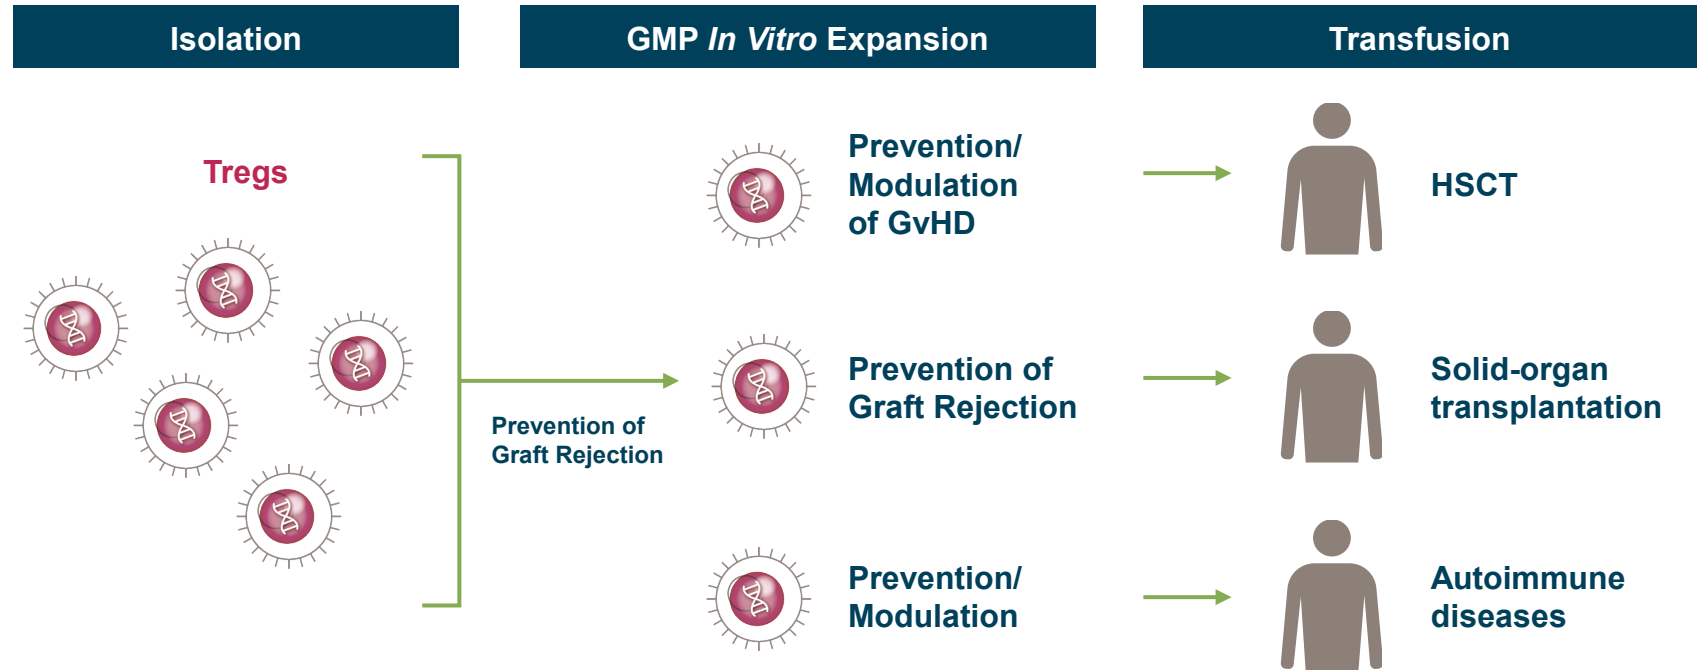 Isolation
GMP In Vitro Expansion
Transfusion
Tregs
Prevention of
Graft Rejection
Prevention/
Modulation
of GvHD
HSCT
Prevention of
Graft Rejection
Solid-organ
transplantation
Prevention/
Modulation
Autoimmune
diseases